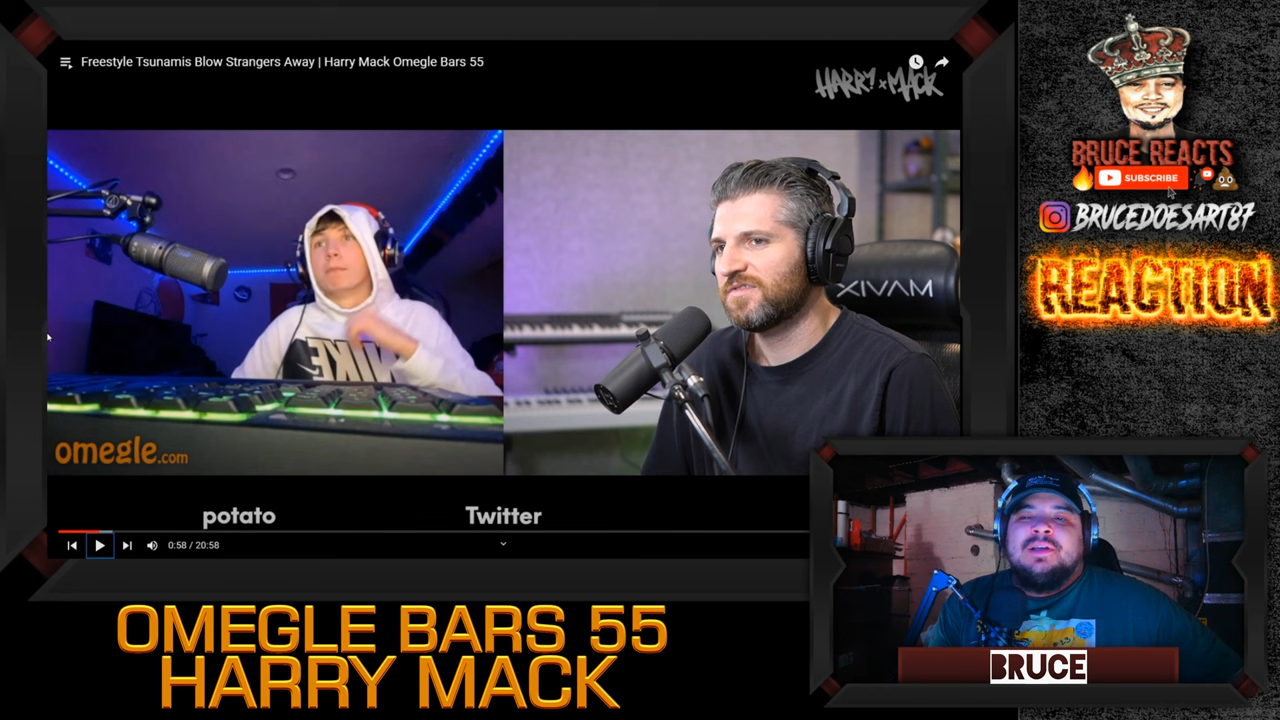 Freestyle Tsunamis Blow Strangers Away | Harry Mack Omegle Bars 55
HARRY MACK
XIVAM
NIKE
omegle.com
potato
Twitter
0:58 / 20:58
BRUCE REACTS
SUBSCRIBE
BRUCEDOESART87
REACTION
OMEGLE BARS 55
HARRY MACK
BRUCE